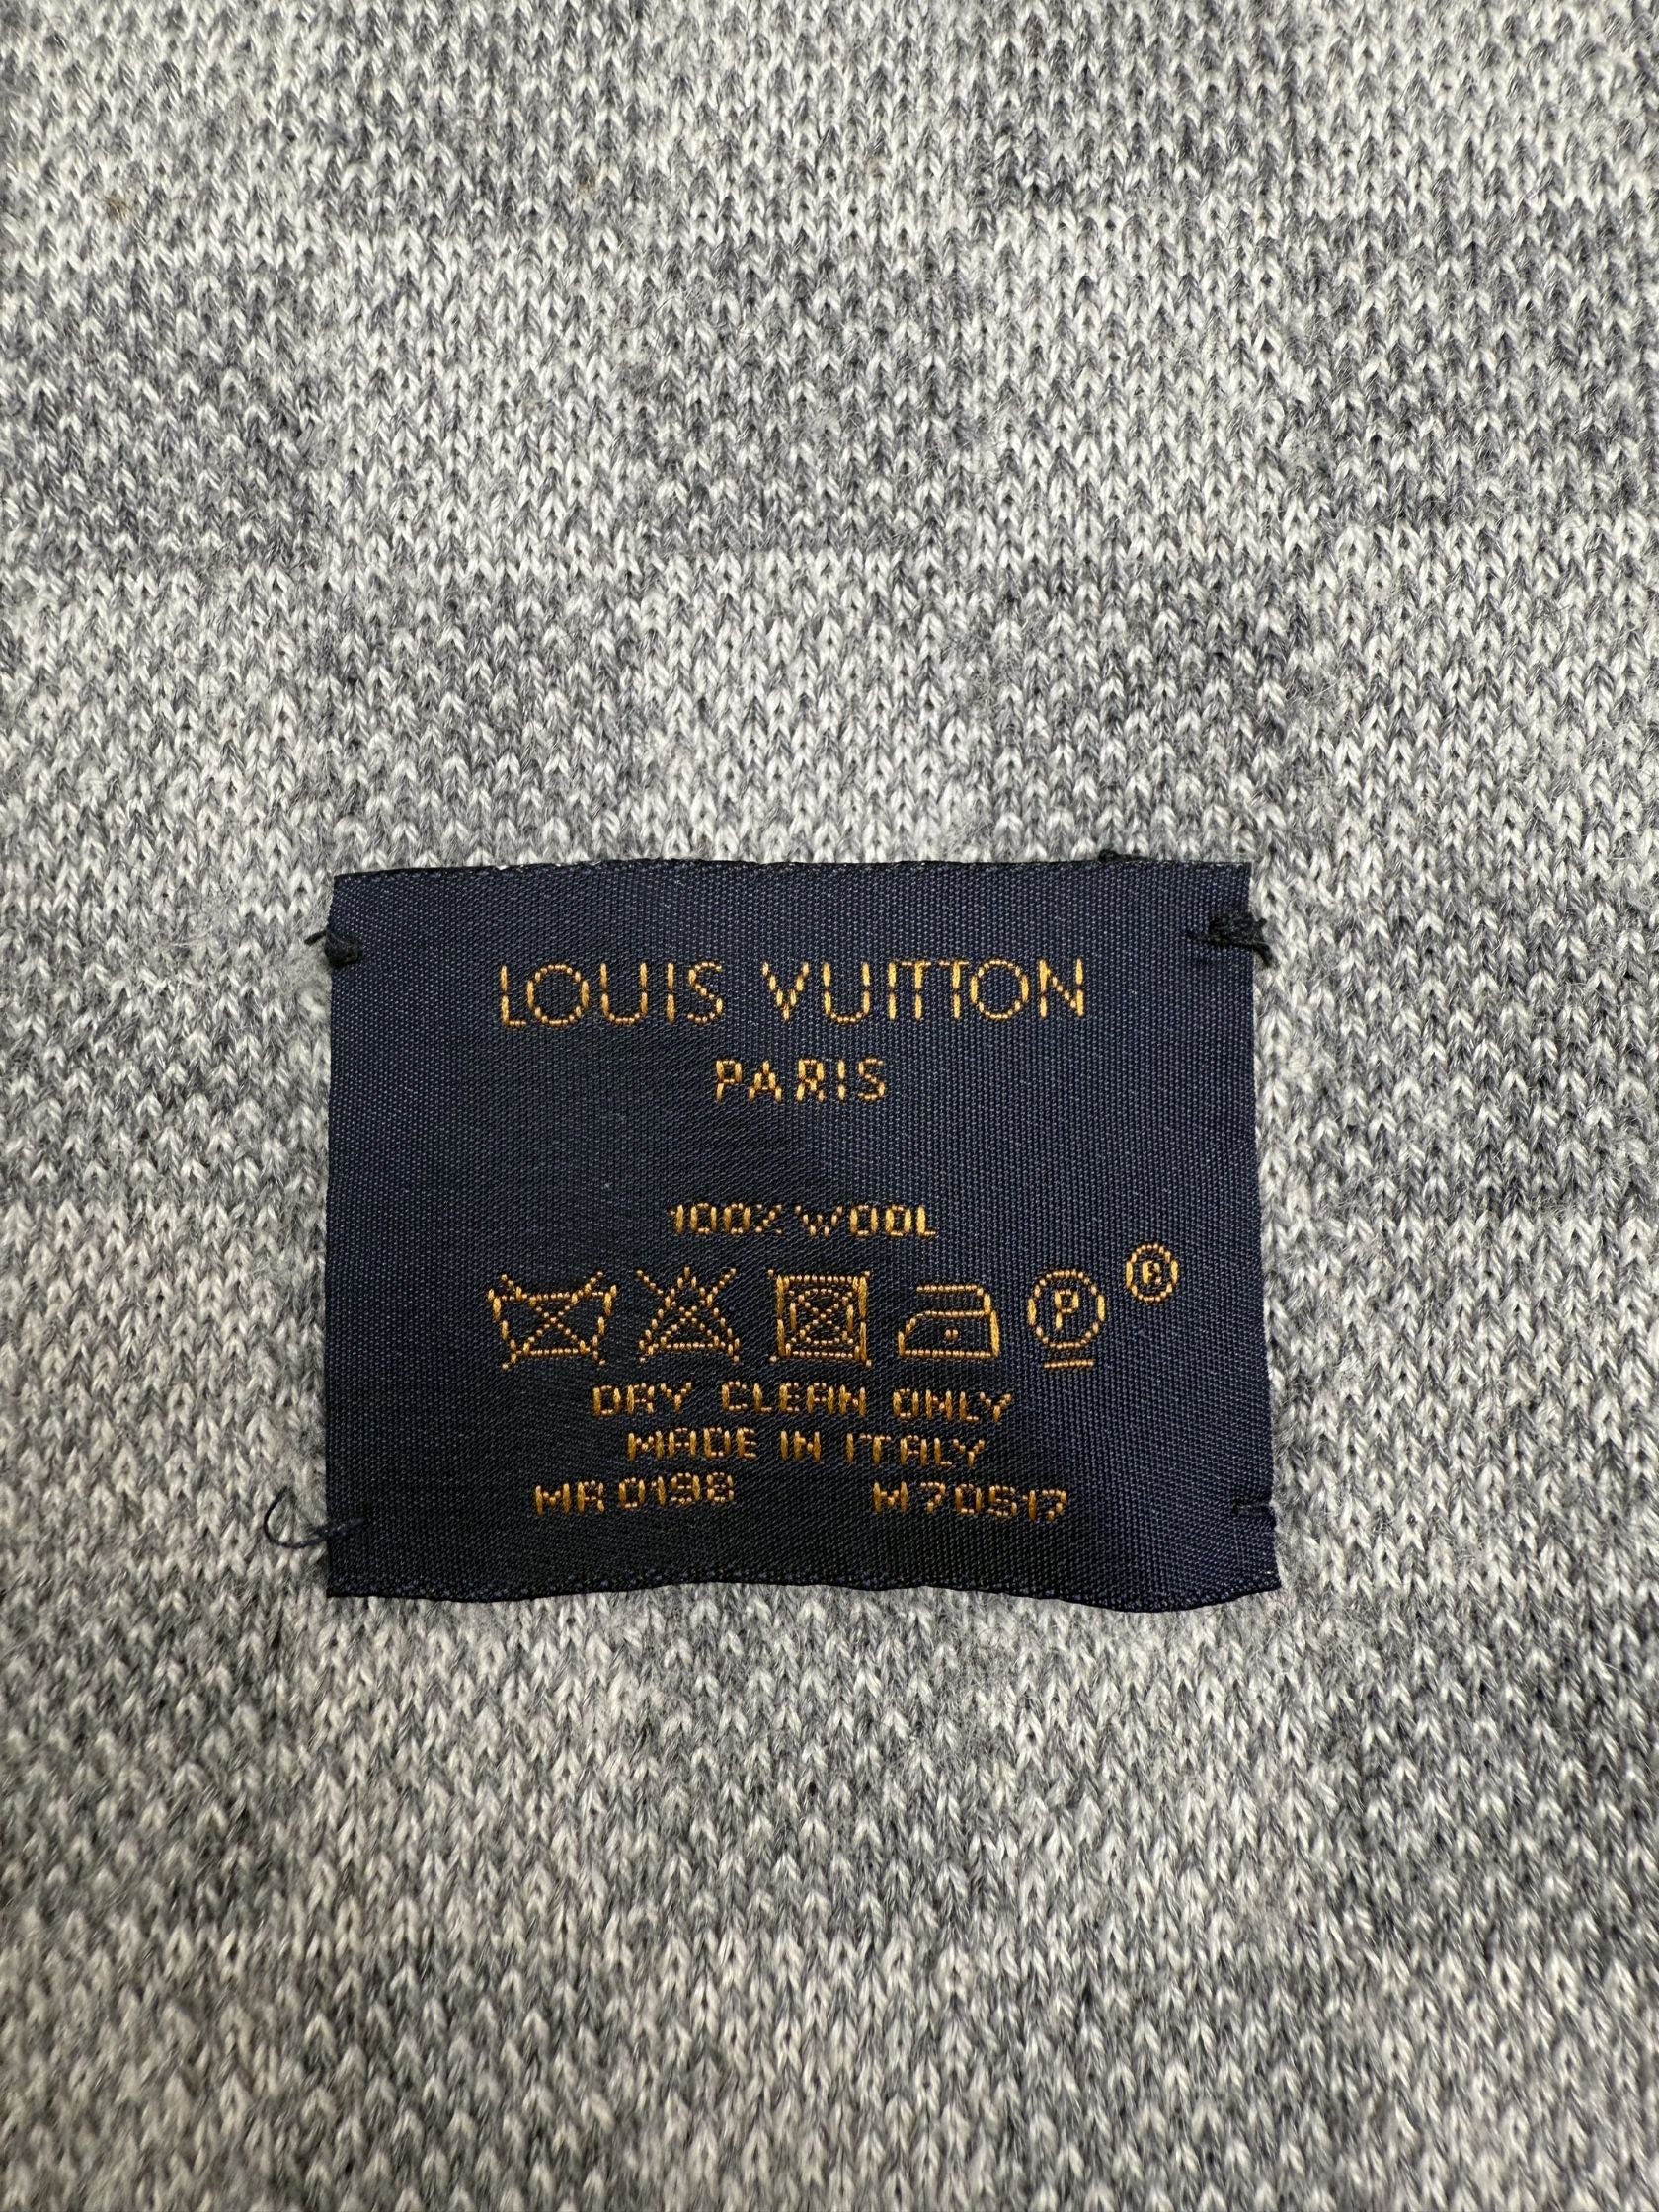 LOUIS VUITTON
PARIS
100% WOOL
P ®
DRY CLEAN ONLY
MADE IN ITALY
MR0198 M70517